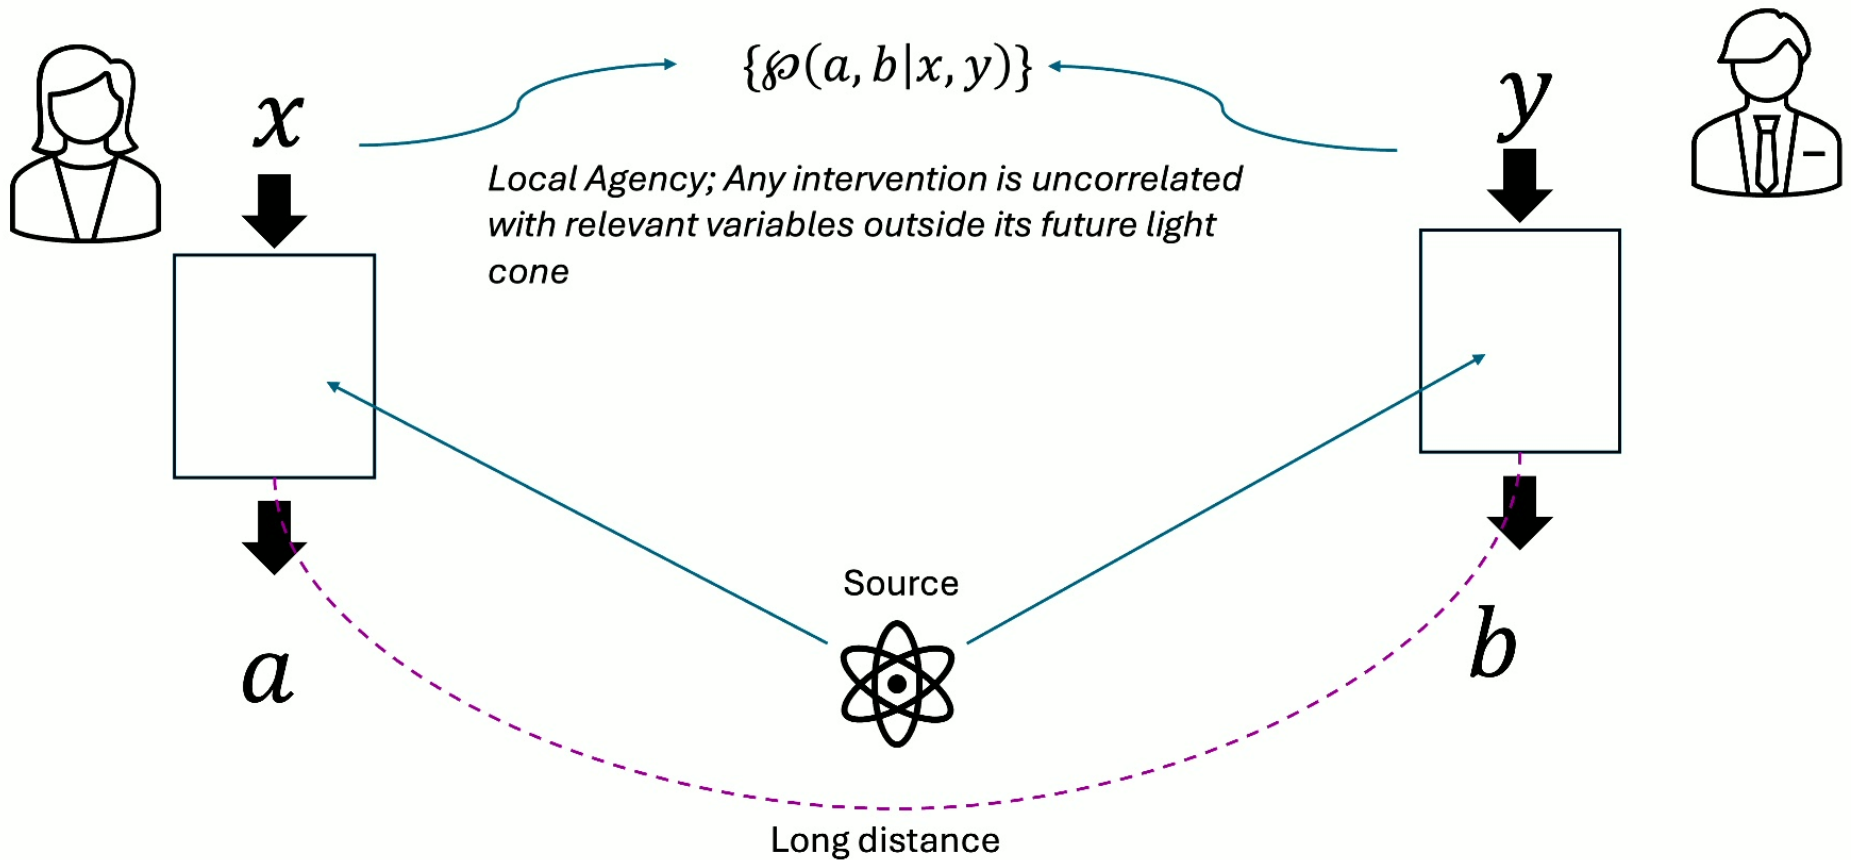 {℘(a, b|x, y)}
x
y
Local Agency; Any intervention is uncorrelated
with relevant variables outside its future light
cone
Source
a
b
Long distance